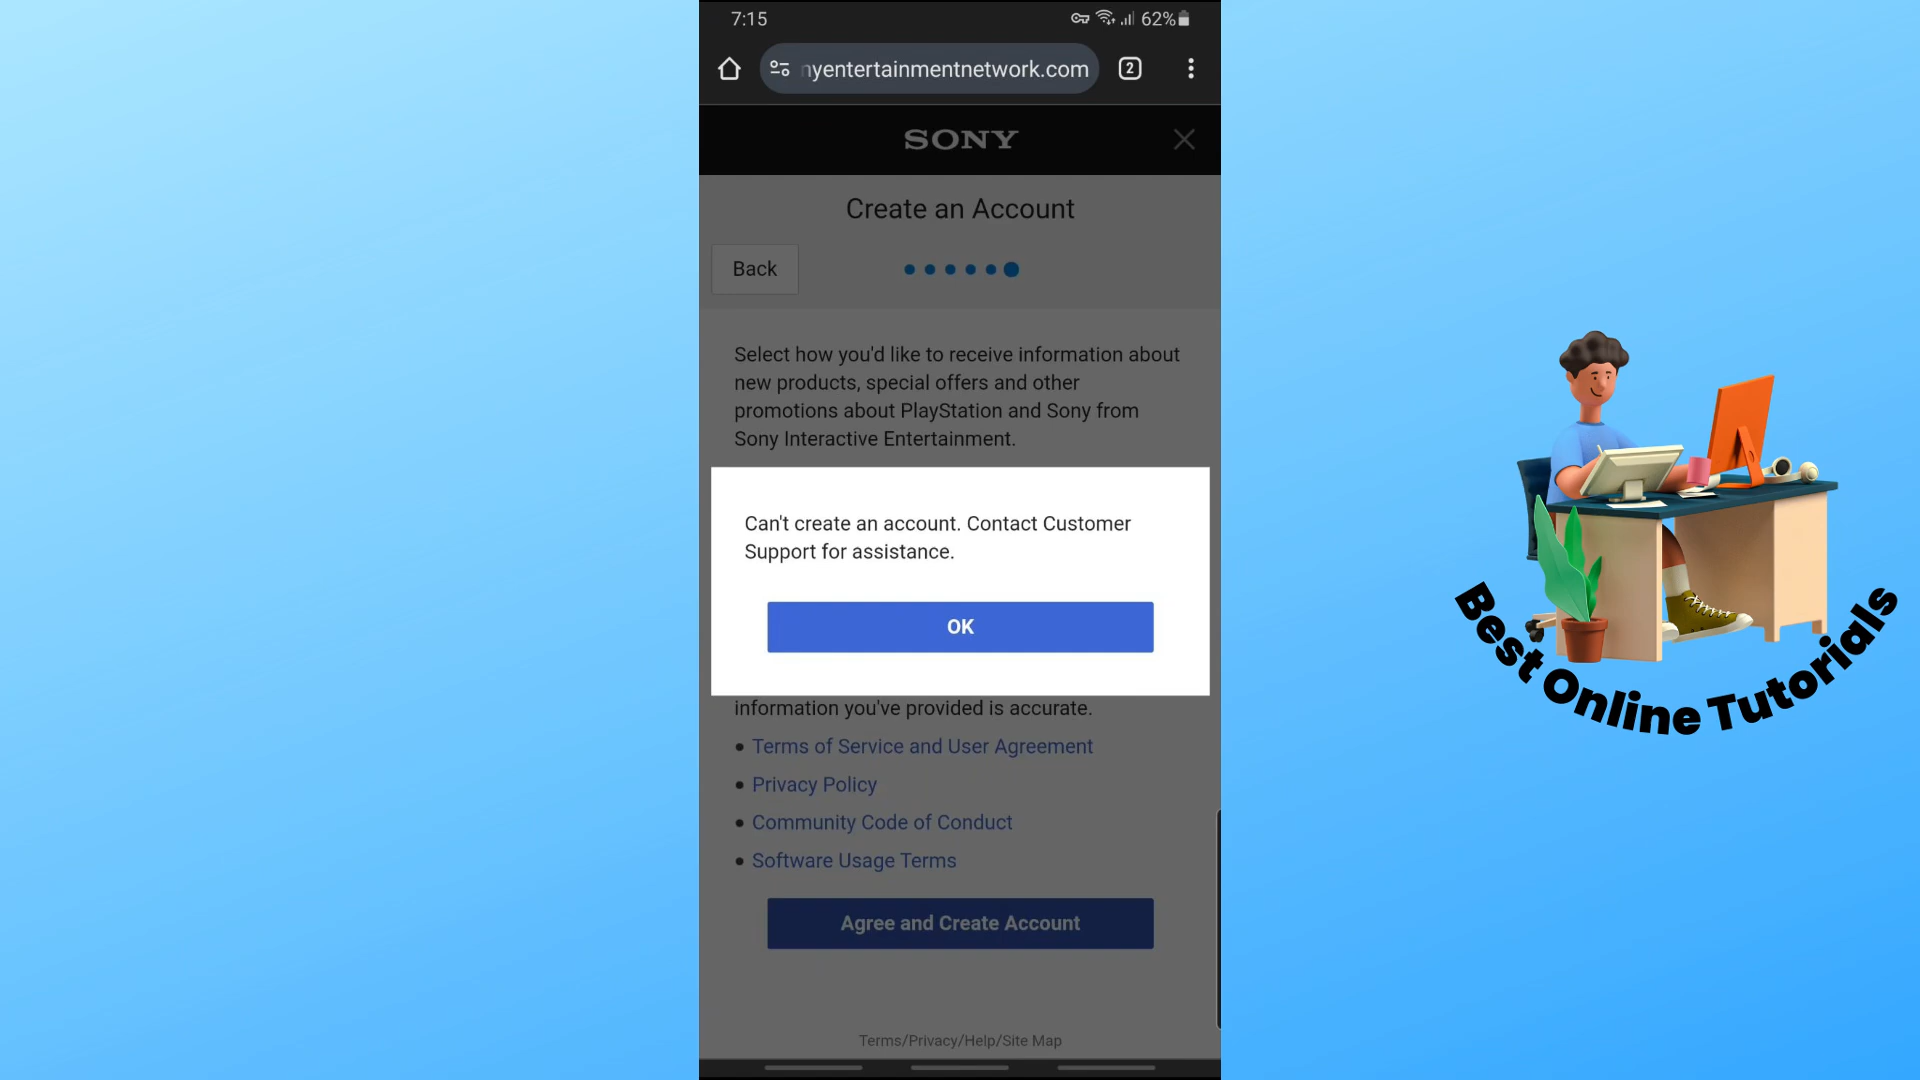 7:15
62%
nyentertainmentnetwork.com
2
SONY
Create an Account
Back
Select how you'd like to receive information about
new products, special offers and other
promotions about PlayStation and Sony from
Sony Interactive Entertainment.
Can't create an account. Contact Customer
Support for assistance.
OK
information you've provided is accurate.
• Terms of Service and User Agreement
• Privacy Policy
• Community Code of Conduct
• Software Usage Terms
Agree and Create Account
Terms/Privacy/Help/Site Map
Best Online Tutorials